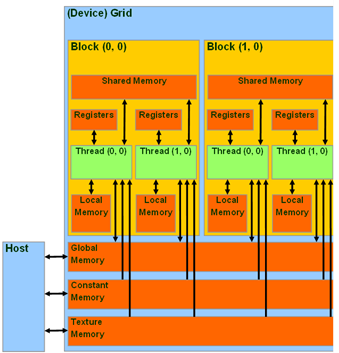 (Device) Grid
Block (0, 0)
Block (1, 0)
Shared Memory
Shared Memory
Registers
Registers
Registers
Registers
Thread (0, 0)
Thread (1, 0)
Thread (0, 0)
Thread (1, 0)
Local
Memory
Local
Memory
Local
Memory
Local
Memory
Host
Global
Memory
Constant
Memory
Texture
Memory